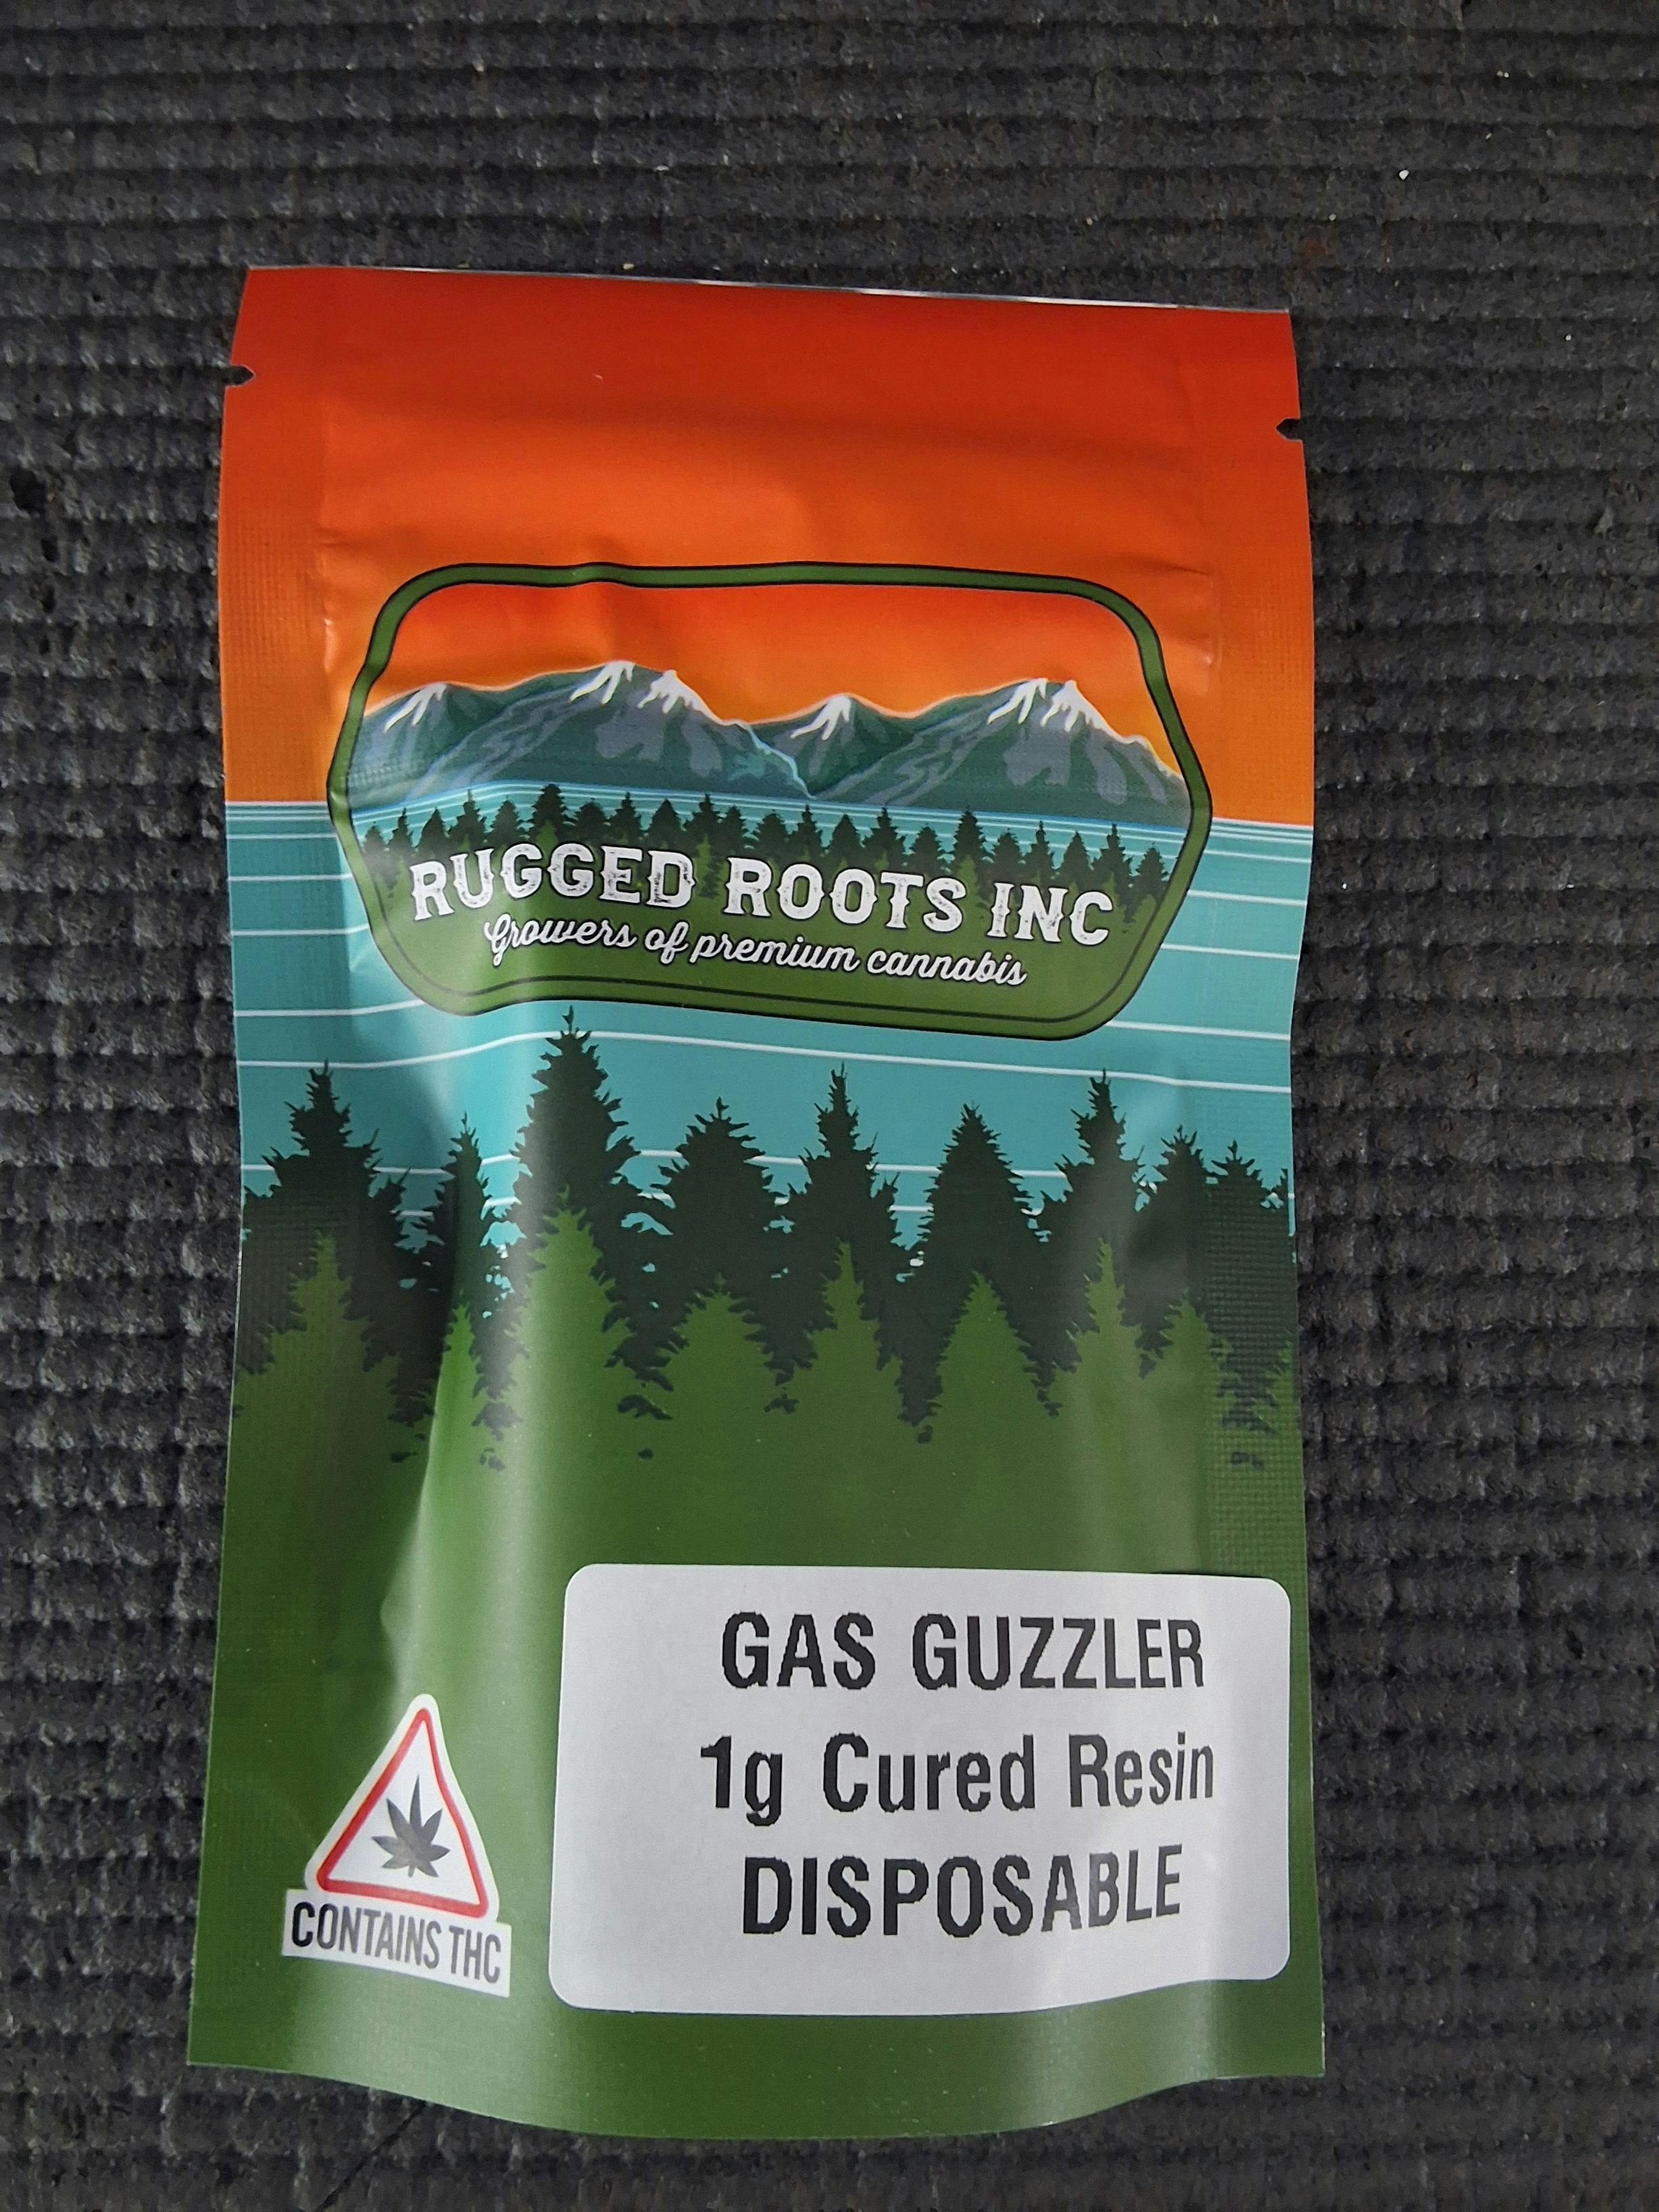 RUGGED ROOTS INC
Growers of premium cannabis
GAS GUZZLER
1g Cured Resin
DISPOSABLE
CONTAINS THC